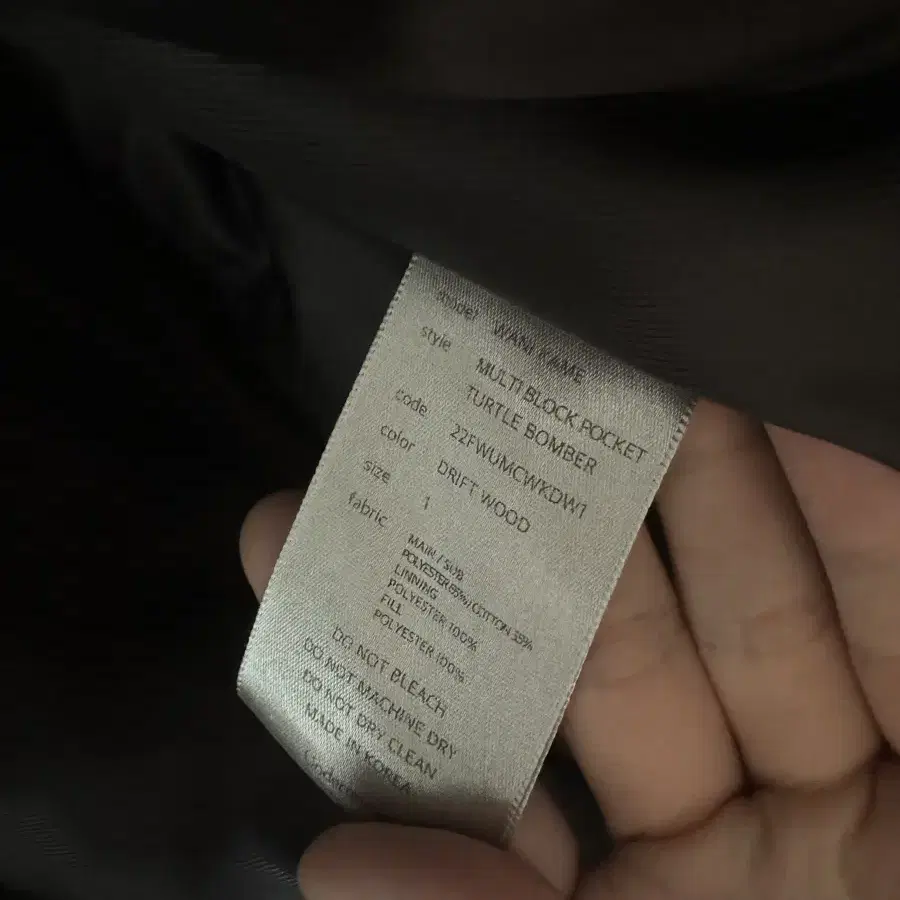 model WANI KAME
style MULTI BLOCK POCKET
TURTLE BOMBER
code 22FWUMCWKDW1
color DRIFT WOOD
size 1
fabric MAIN / SUB
POLYESTER 65% / COTTON 35%
LINNING
POLYESTER 100%
FILL
POLYESTER 100%
DO NOT BLEACH
DO NOT MACHINE DRY
DO NOT DRY CLEAN
MADE IN KOREA